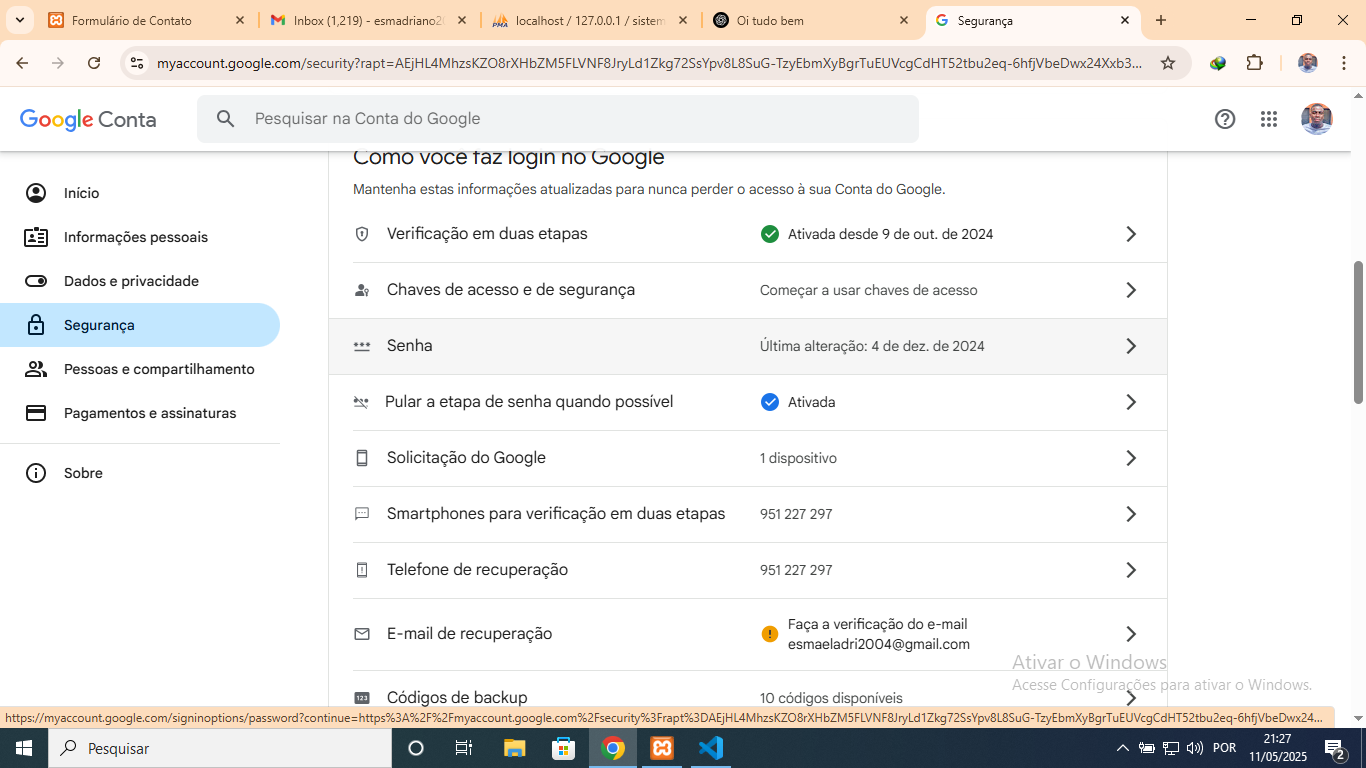 Formulário de Contato
Inbox (1,219) - esmadriano2
localhost / 127.0.0.1 / sistem
Oi tudo bem
Segurança
myaccount.google.com/security?rapt=AEjHL4MhzsKZO8rXHbZM5FLVNF8JryLd1Zkg72SsYpv8L8SuG-TzyEbmXyBgrTuEUVcgCdHT52tbu2eq-6hfjVbeDwx24Xxb3...
Google Conta
Pesquisar na Conta do Google
Início
Informações pessoais
Dados e privacidade
Segurança
Pessoas e compartilhamento
Pagamentos e assinaturas
Sobre
Como você faz login no Google
Mantenha estas informações atualizadas para nunca perder o acesso à sua Conta do Google.
Verificação em duas etapas
Ativada desde 9 de out. de 2024
Chaves de acesso e de segurança
Começar a usar chaves de acesso
Senha
Última alteração: 4 de dez. de 2024
Pular a etapa de senha quando possível
Ativada
Solicitação do Google
1 dispositivo
Smartphones para verificação em duas etapas
951 227 297
Telefone de recuperação
951 227 297
E-mail de recuperação
Faça a verificação do e-mail
esmaeladri2004@gmail.com
Códigos de backup
10 códigos disponíveis
Ativar o Windows
Acesse Configurações para ativar o Windows.
https://myaccount.google.com/signinoptions/password?continue=https%3A%2F%2Fmyaccount.google.com%2Fsecurity%3Frapt%3DAEjHL4MhzsKZO8rXHbZM5FLVNF8JryLd1Zkg72SsYpv8L8SuG-TzyEbmXyBgrTuEUVcgCdHT52tbu2eq-6hfjVbeDwx24...
Pesquisar
POR
21:27
11/05/2025
2